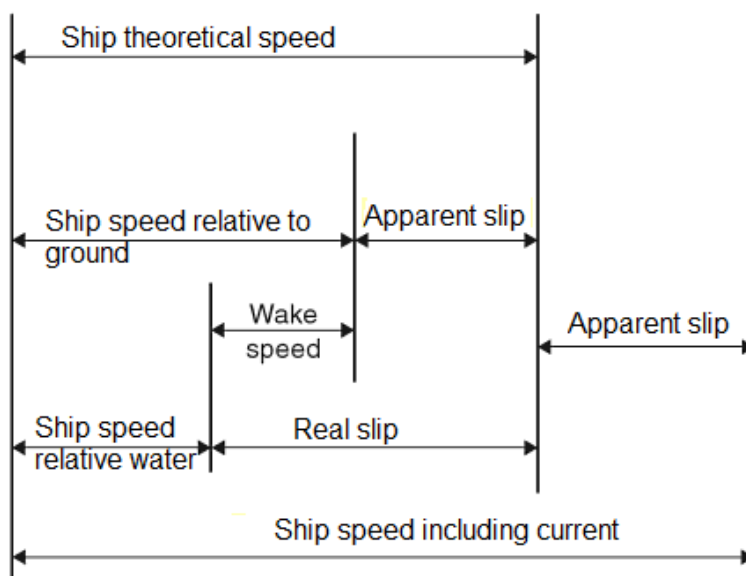 Ship theoretical speed
Ship speed relative to
ground
Apparent slip
Wake
speed
Apparent slip
Ship speed
relative water
Real slip
Ship speed including current